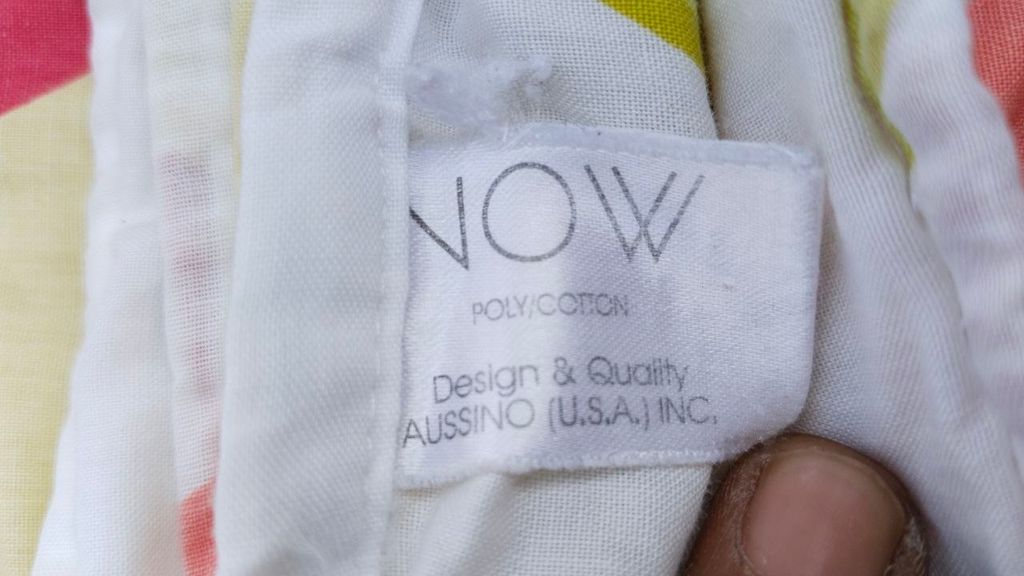 NOW
POLY/COTTON
Design & Quality
AUSSINO (U.S.A.) INC.